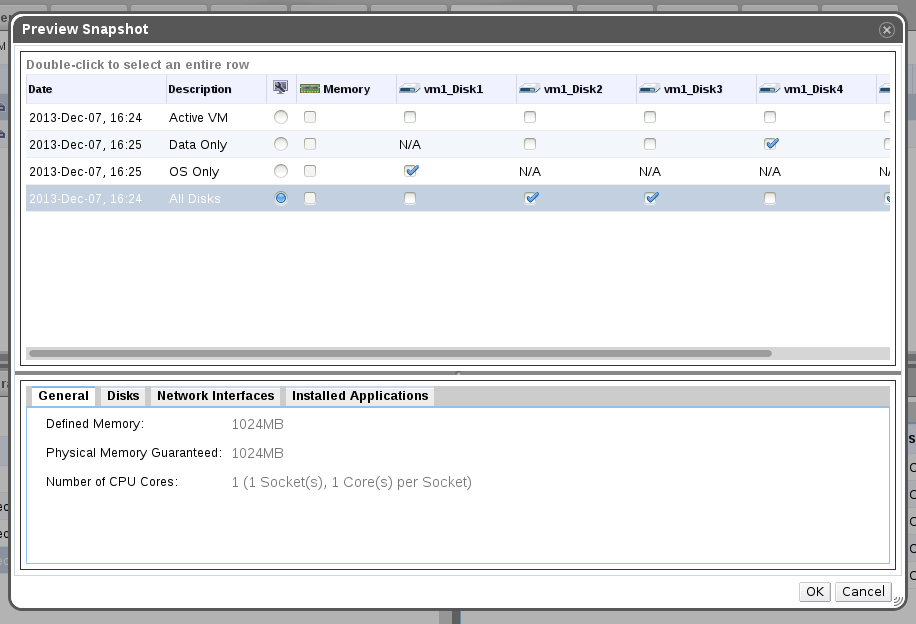 Preview Snapshot
Double-click to select an entire row
Date Description Memory vm1_Disk1 vm1_Disk2 vm1_Disk3 vm1_Disk4
2013-Dec-07, 16:24 Active VM
2013-Dec-07, 16:25 Data Only N/A
2013-Dec-07, 16:25 OS Only N/A N/A N/A
2013-Dec-07, 16:24 All Disks
General Disks Network Interfaces Installed Applications
Defined Memory: 1024MB
Physical Memory Guaranteed: 1024MB
Number of CPU Cores: 1 (1 Socket(s), 1 Core(s) per Socket)
OK Cancel